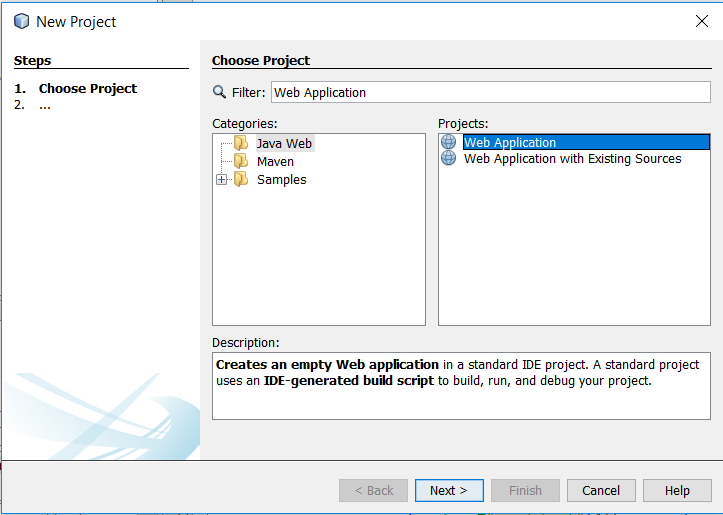 New Project
Steps
1. Choose Project
2. ...
Choose Project
Filter: Web Application
Categories:
Java Web
Maven
Samples
Projects:
Web Application
Web Application with Existing Sources
Description:
Creates an empty Web application in a standard IDE project. A standard project
uses an IDE-generated build script to build, run, and debug your project.
< Back
Next >
Finish
Cancel
Help